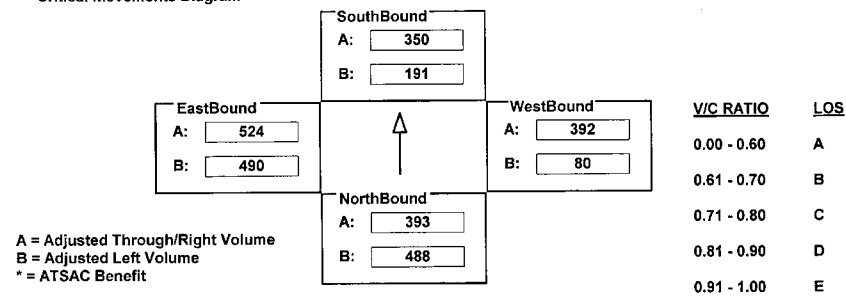 Critical Movements Diagram
SouthBound
A: 350
B: 191
EastBound
A: 524
B: 490
WestBound
A: 392
B: 80
NorthBound
A: 393
B: 488
A = Adjusted Through/Right Volume
B = Adjusted Left Volume
* = ATSAC Benefit
V/C RATIO LOS
0.00 - 0.60 A
0.61 - 0.70 B
0.71 - 0.80 C
0.81 - 0.90 D
0.91 - 1.00 E